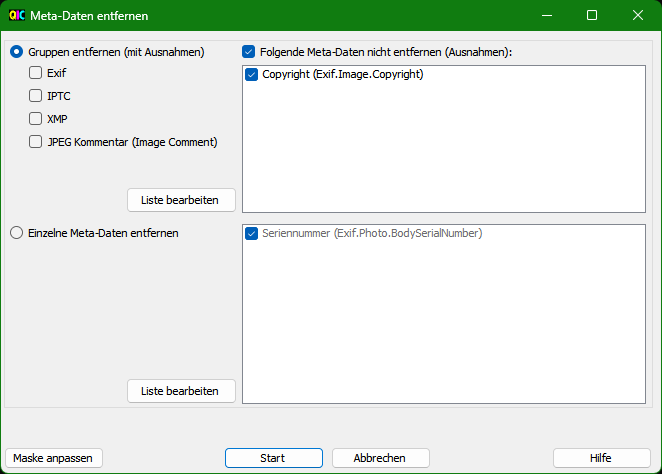 QIC Meta-Daten entfernen
Gruppen entfernen (mit Ausnahmen)
Folgende Meta-Daten nicht entfernen (Ausnahmen):
Exif
Copyright (Exif.Image.Copyright)
IPTC
XMP
JPEG Kommentar (Image Comment)
Liste bearbeiten
Einzelne Meta-Daten entfernen
Seriennummer (Exif.Photo.BodySerialNumber)
Liste bearbeiten
Maske anpassen
Start
Abbrechen
Hilfe